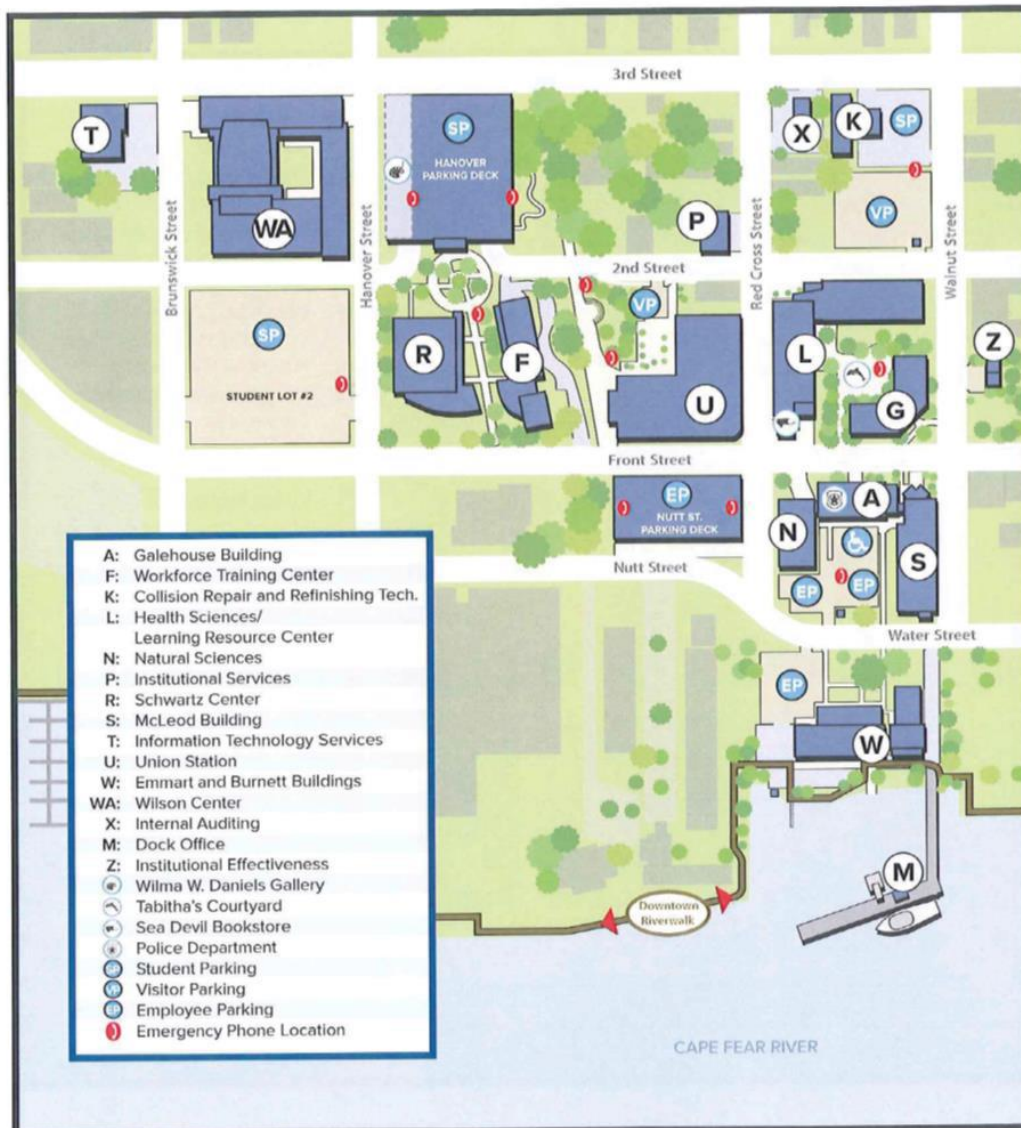 3rd Street
T
SP
HANOVER
PARKING DECK
X
K
SP
WA
P
VP
Brunswick Street
Hanover Street
Red Cross Street
Walnut Street
2nd Street
SP
VP
R
F
L
Z
STUDENT LOT #2
U
G
Front Street
EP
NUTT ST.
PARKING DECK
A
N
S
EP
EP
Nutt Street
Water Street
EP
W
M
Downtown
Riverwalk
CAPE FEAR RIVER
A: Galehouse Building
F: Workforce Training Center
K: Collision Repair and Refinishing Tech.
L: Health Sciences/
Learning Resource Center
N: Natural Sciences
P: Institutional Services
R: Schwartz Center
S: McLeod Building
T: Information Technology Services
U: Union Station
W: Emmart and Burnett Buildings
WA: Wilson Center
X: Internal Auditing
M: Dock Office
Z: Institutional Effectiveness
Wilma W. Daniels Gallery
Tabitha's Courtyard
Sea Devil Bookstore
Police Department
Student Parking
VP Visitor Parking
EP Employee Parking
Emergency Phone Location